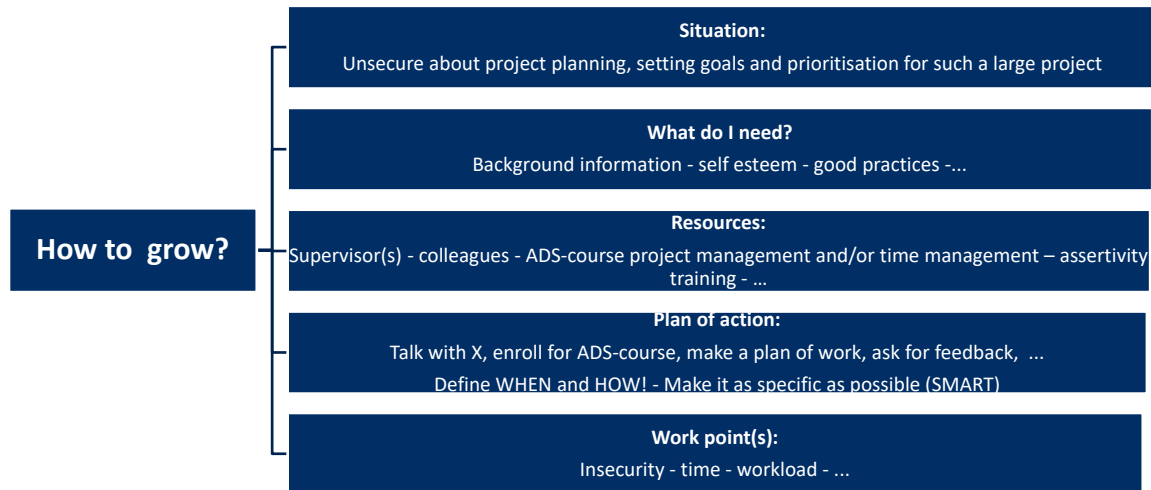 Situation:
Unsecure about project planning, setting goals and prioritisation for such a large project
What do I need?
Background information - self esteem - good practices -...
How to grow?
Resources:
Supervisor(s) - colleagues - ADS-course project management and/or time management – assertivity
training - ...
Plan of action:
Talk with X, enroll for ADS-course, make a plan of work, ask for feedback, ...
Define WHEN and HOW! - Make it as specific as possible (SMART)
Work point(s):
Insecurity - time - workload - ...